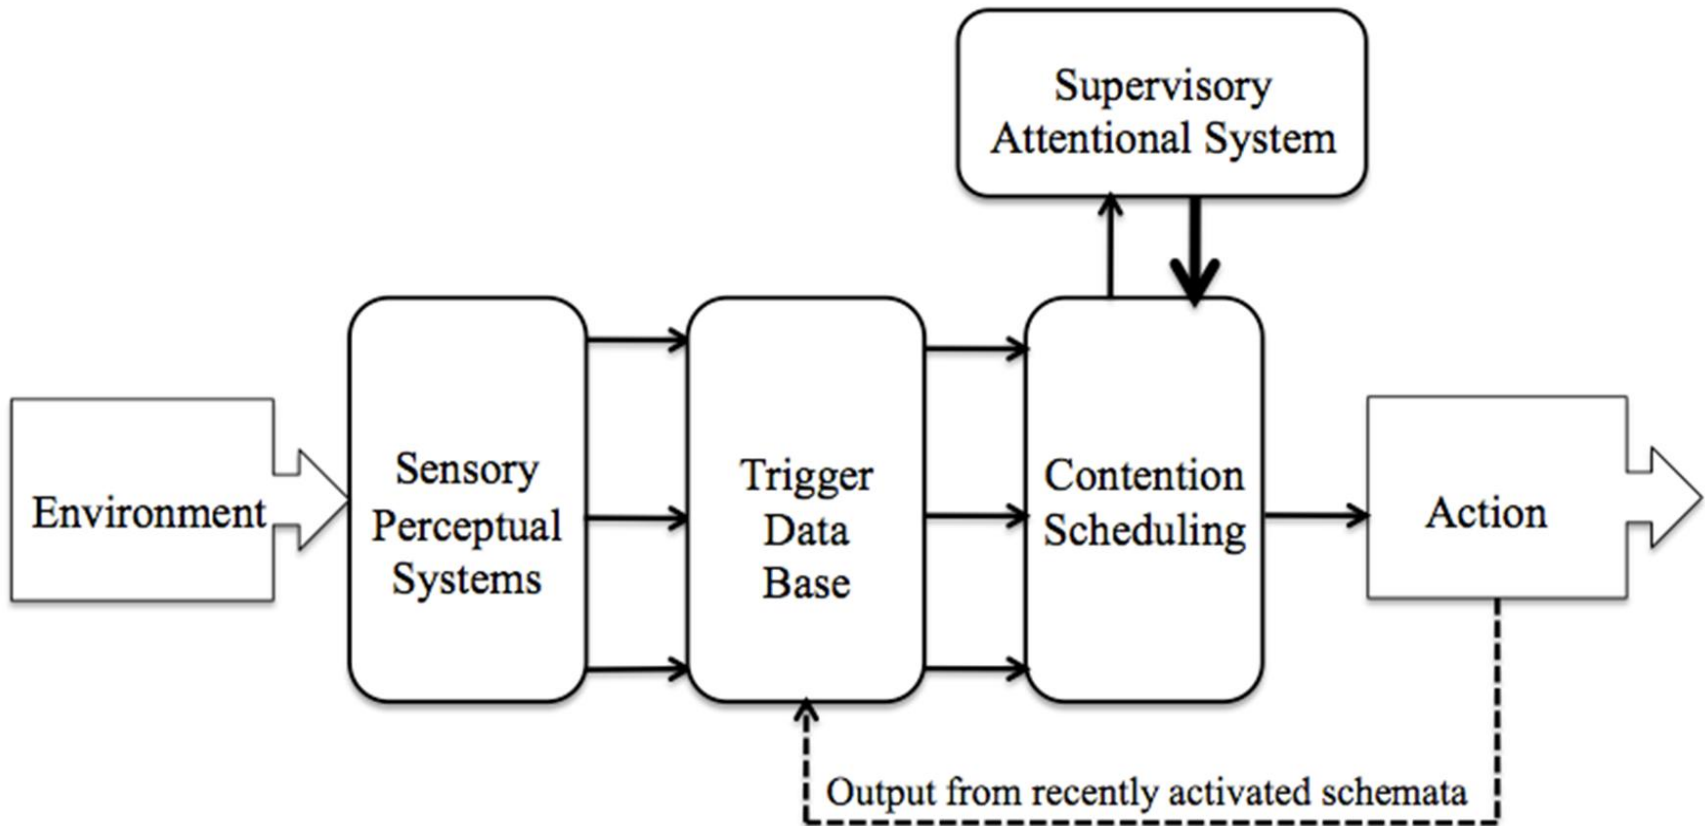 Supervisory
Attentional System
Environment
Sensory
Perceptual
Systems
Trigger
Data
Base
Contention
Scheduling
Action
Output from recently activated schemata